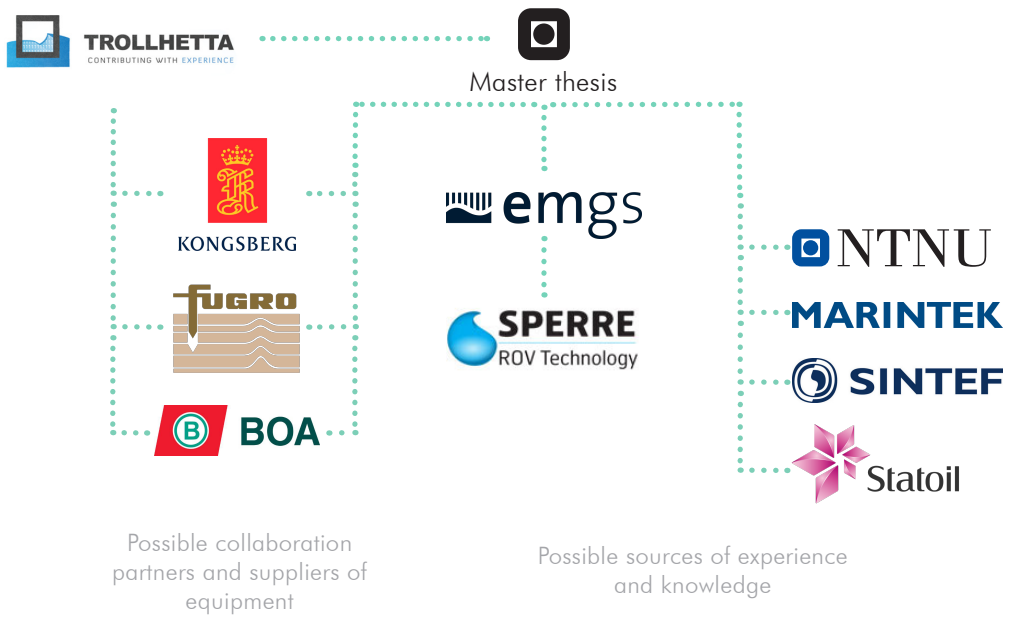 TROLLHETTA
CONTRIBUTING WITH EXPERIENCE
Master thesis
KONGSBERG
FUGRO
B BOA
emgs
SPERRE
ROV Technology
NTNU
MARINTEK
SINTEF
Statoil
Possible collaboration
partners and suppliers of
equipment
Possible sources of experience
and knowledge